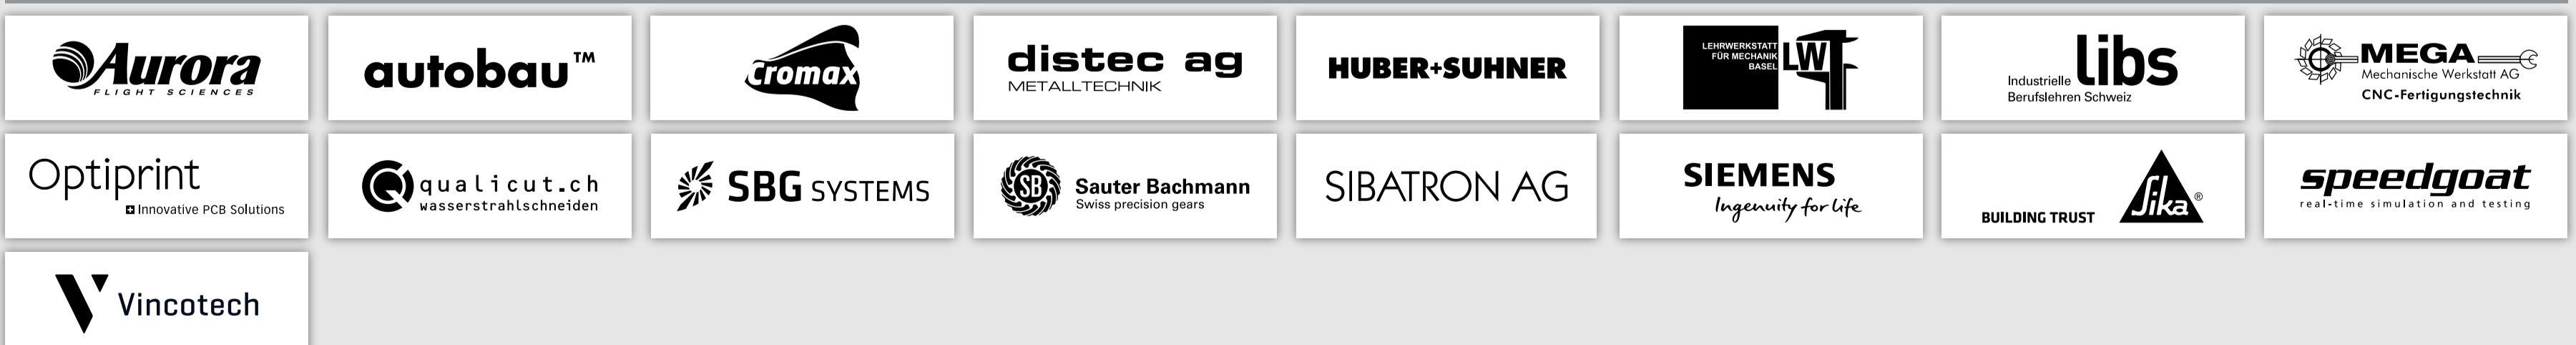 Aurora
FLIGHT SCIENCES
autobau™
Cromax
distec ag
METALLTECHNIK
HUBER+SUHNER
LEHRWERKSTATT
FÜR MECHANIK
BASEL
LW
libs
Industrielle
Berufslehren Schweiz
MEGA
Mechanische Werkstatt AG
CNC-Fertigungstechnik
Optiprint
Innovative PCB Solutions
qualicut.ch
wasserstrahlschneiden
SBG SYSTEMS
SB
Sauter Bachmann
Swiss precision gears
SIBATRON AG
SIEMENS
Ingenuity for life
BUILDING TRUST
Sika®
speedgoat
real-time simulation and testing
Vincotech